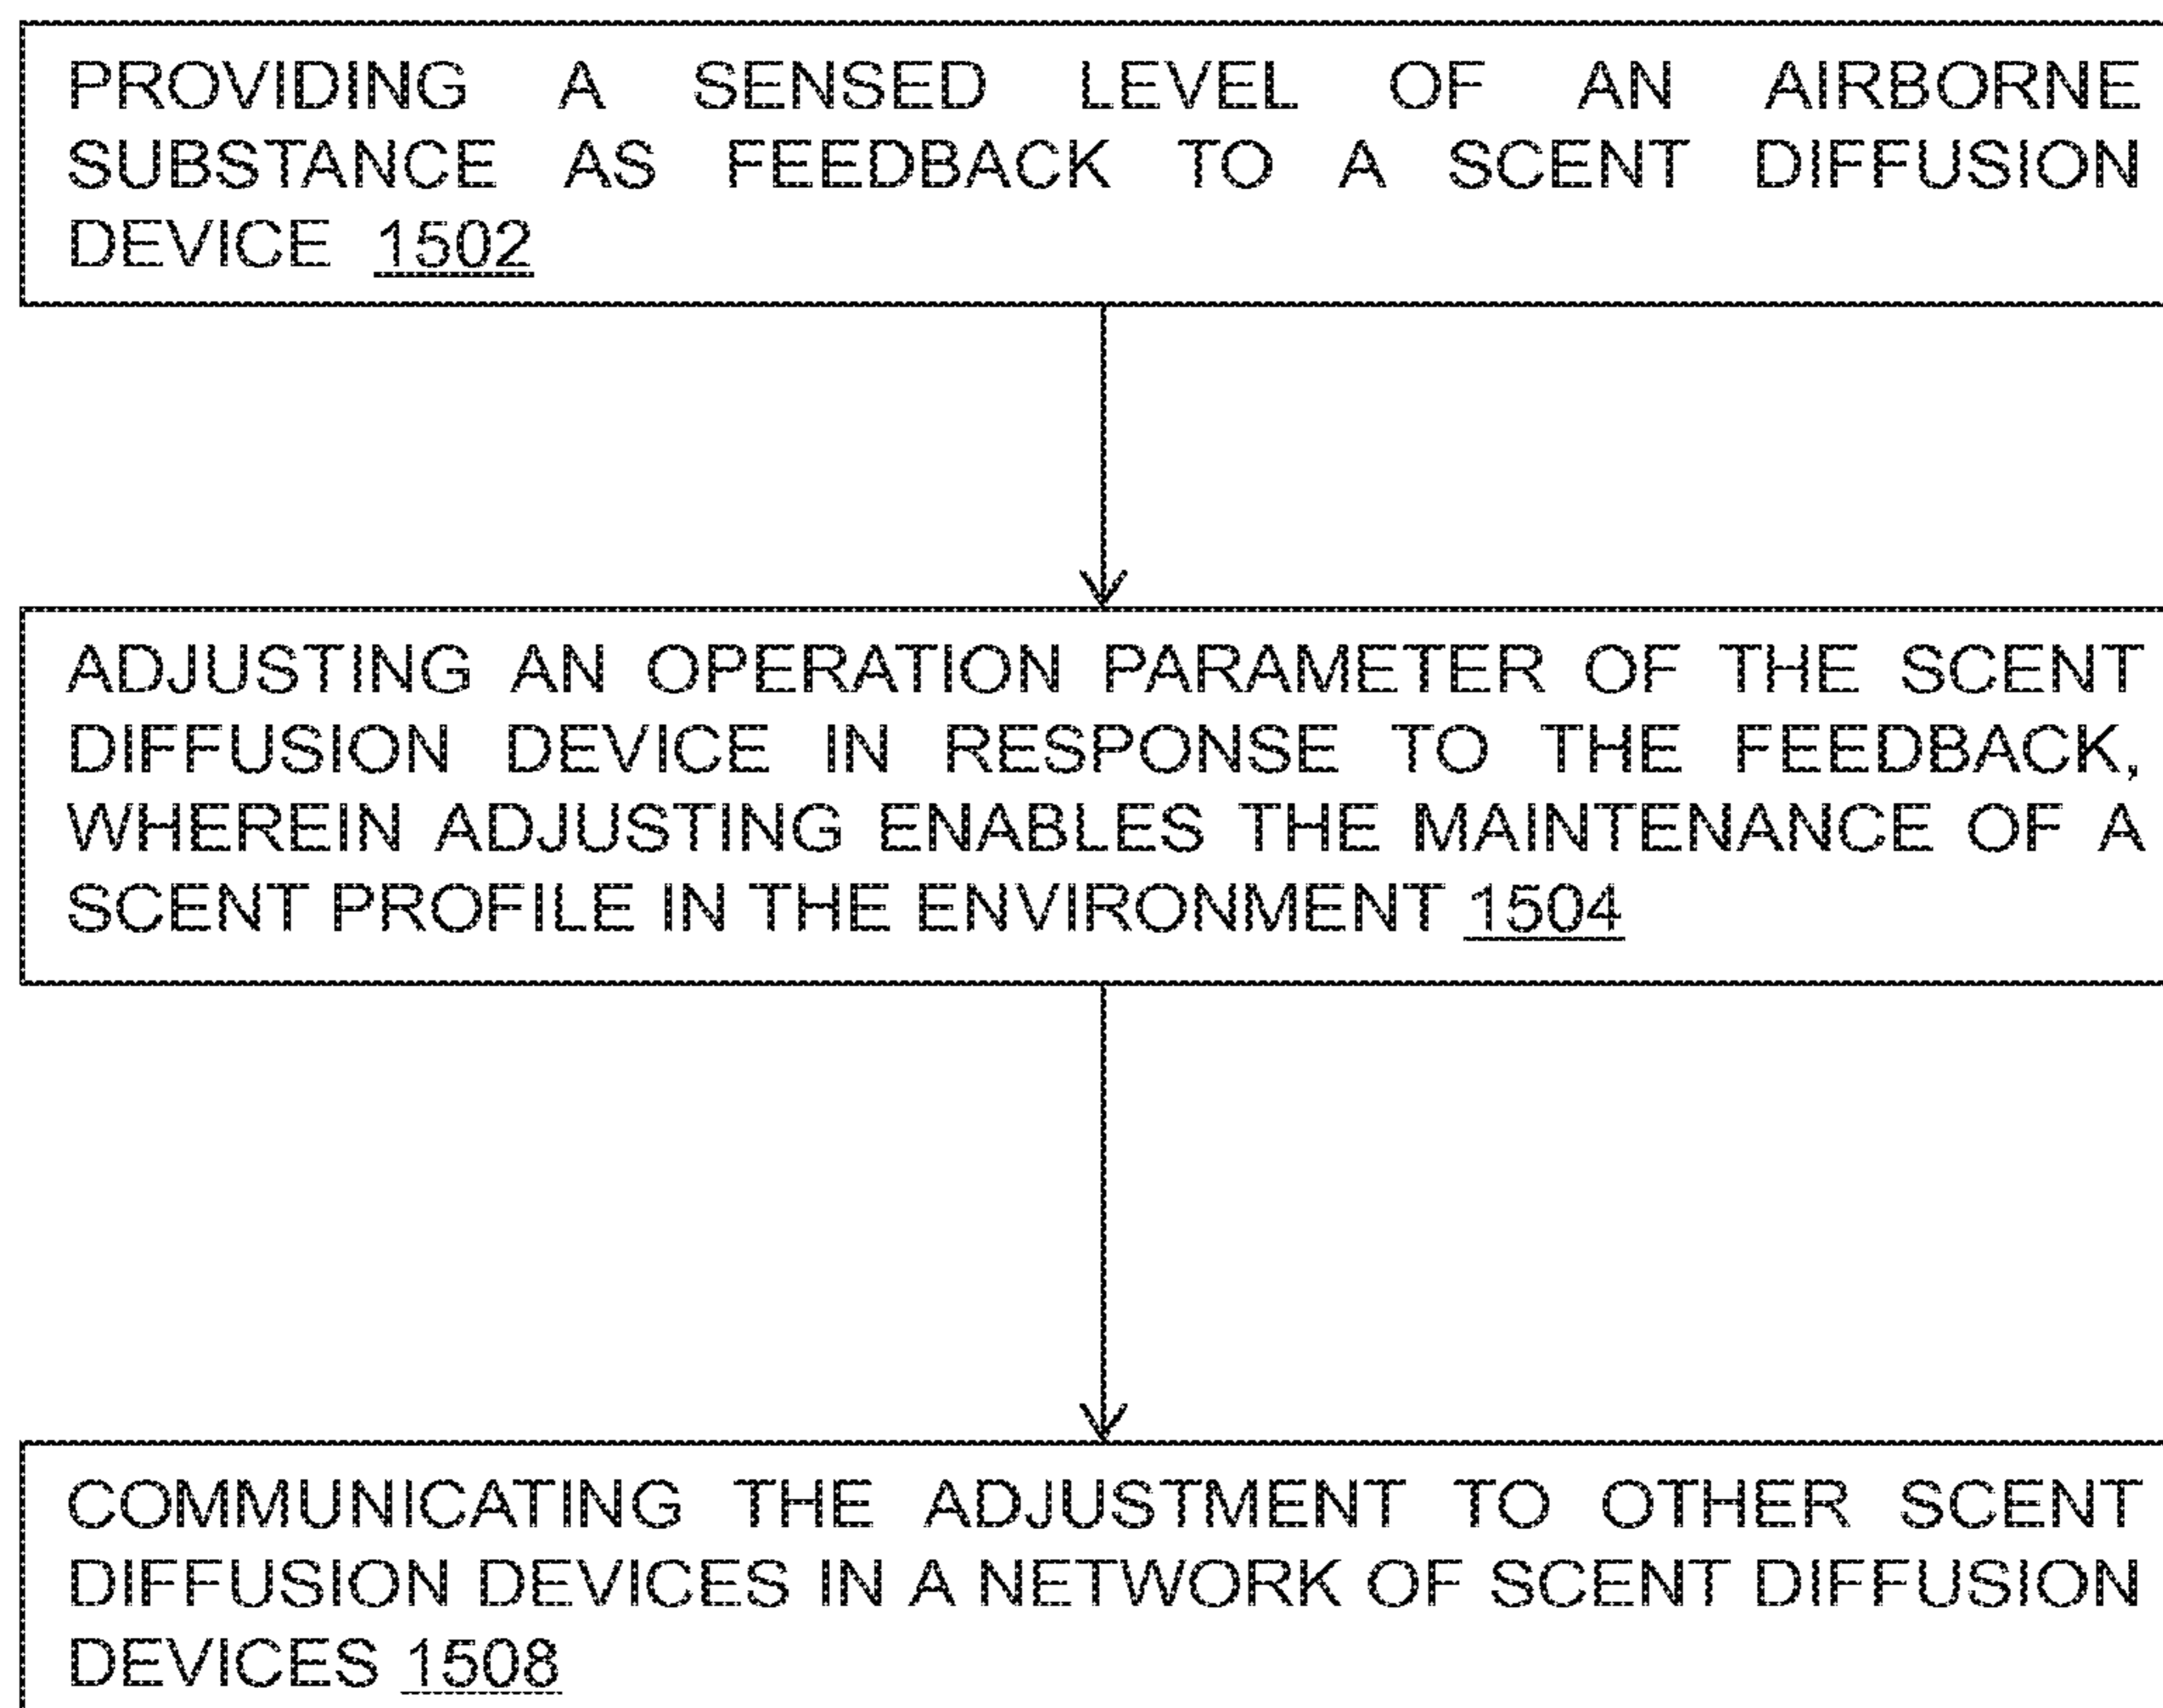 PROVIDING A SENSED LEVEL OF AN AIRBORNE
SUBSTANCE AS FEEDBACK TO A SCENT DIFFUSION
DEVICE 1502
ADJUSTING AN OPERATION PARAMETER OF THE SCENT
DIFFUSION DEVICE IN RESPONSE TO THE FEEDBACK,
WHEREIN ADJUSTING ENABLES THE MAINTENANCE OF A
SCENT PROFILE IN THE ENVIRONMENT 1504
COMMUNICATING THE ADJUSTMENT TO OTHER SCENT
DIFFUSION DEVICES IN A NETWORK OF SCENT DIFFUSION
DEVICES 1508